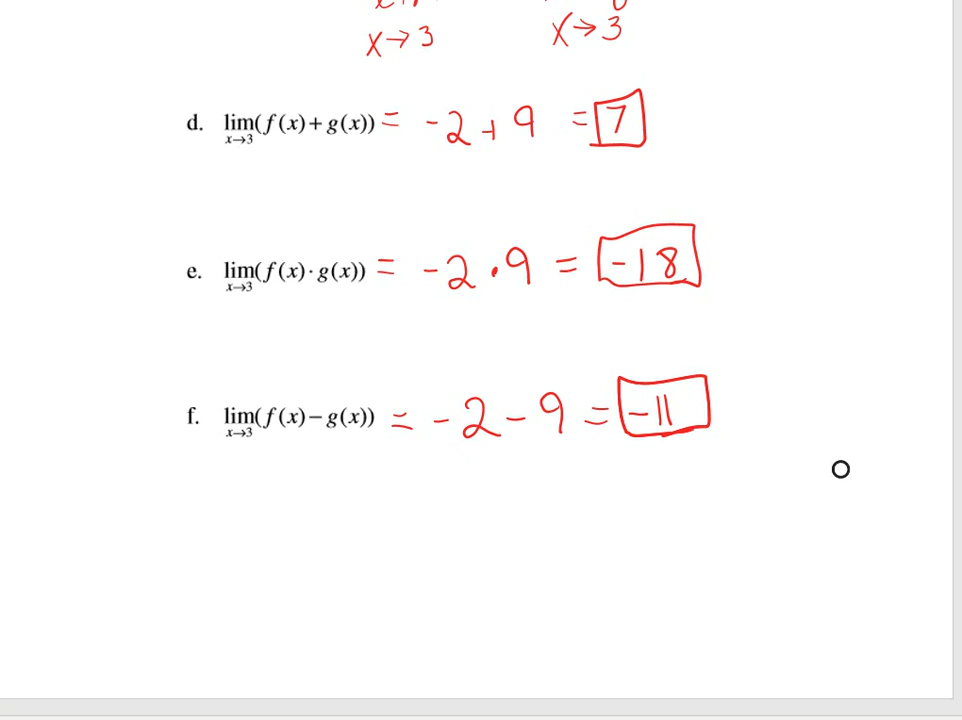 x→3 x→3
d. lim(f(x)+g(x)) = -2+9 = 7
x→3
e. lim(f(x)·g(x)) = -2·9 = -18
x→3
f. lim(f(x)−g(x)) = -2-9 = -11
x→3